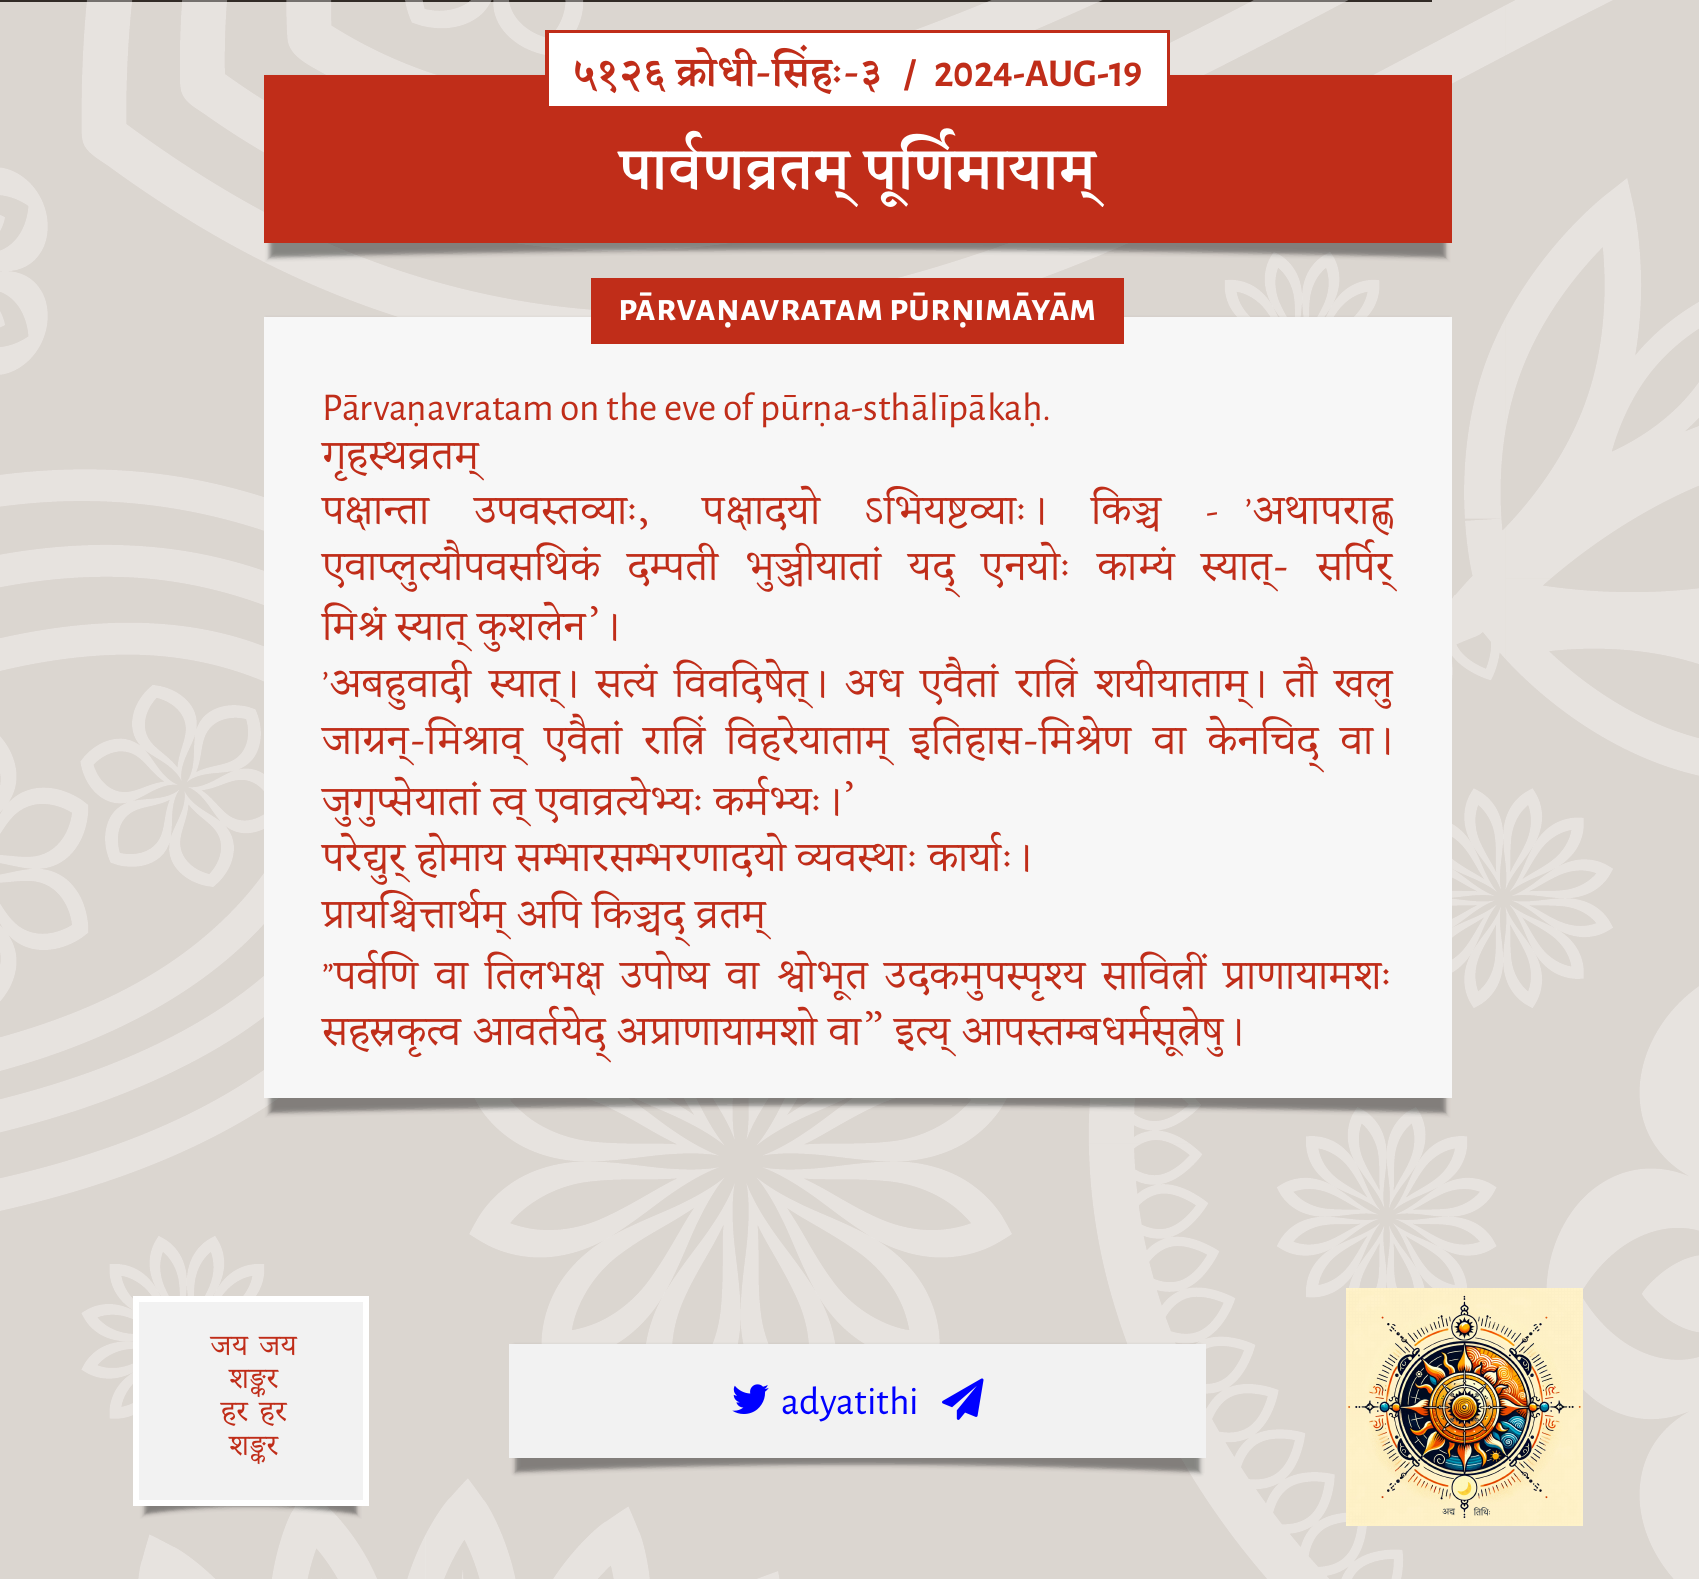 ५१२६ क्रोधी-सिंहः-३ / 2024-AUG-19
पार्वणव्रतम् पूर्णिमायाम्
PĀRVAṆAVRATAM PŪRṆIMĀYĀM
Pārvaṇavratam on the eve of pūrṇa-sthālīpākaḥ.
गृहस्थव्रतम्
पक्षान्ता उपवस्तव्याः, पक्षादयो ऽभियष्टव्याः। किञ्च - ’अथापराह्ण
एवाप्लुत्यौपवसथिकं दम्पती भुञ्जीयातां यद् एनयोः काम्यं स्यात्- सर्पिर्
मिश्रं स्यात् कुशलेन’।
’अबहुवादी स्यात्। सत्यं विवदिषेत्। अध एवैतां रात्रिं शयीयाताम्। तौ खलु
जाग्रन्-मिश्राव् एवैतां रात्रिं विहरेयाताम् इतिहास-मिश्रेण वा केनचिद् वा।
जुगुप्सेयातां त्व् एवाव्रत्येभ्यः कर्मभ्यः।’
परेद्युर् होमाय सम्भारसम्भरणादयो व्यवस्थाः कार्याः।
प्रायश्चित्तार्थम् अपि किञ्चद् व्रतम्
”पर्वणि वा तिलभक्ष उपोष्य वा श्वोभूत उदकमुपस्पृश्य सावित्रीं प्राणायामशः
सहस्रकृत्व आवर्तयेद् अप्राणायामशो वा” इत्य् आपस्तम्बधर्मसूत्रेषु।
जय जय
शङ्कर
हर हर
शङ्कर
adyatithi
अद्य तिथिः